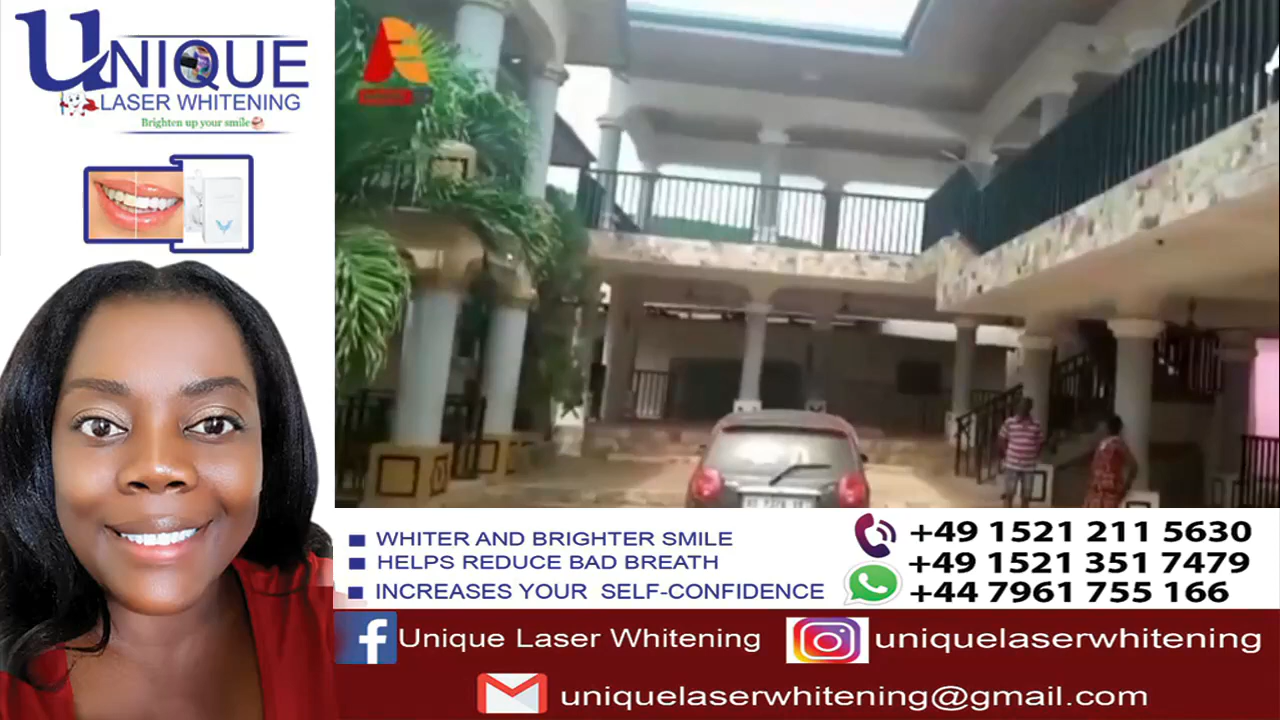 UNIQUE
LASER WHITENING
Brighten up your smile
WHITER AND BRIGHTER SMILE
HELPS REDUCE BAD BREATH
INCREASES YOUR SELF-CONFIDENCE
+49 1521 211 5630
+49 1521 351 7479
+44 7961 755 166
Unique Laser Whitening
uniquelaserwhitening
uniquelaserwhitening@gmail.com